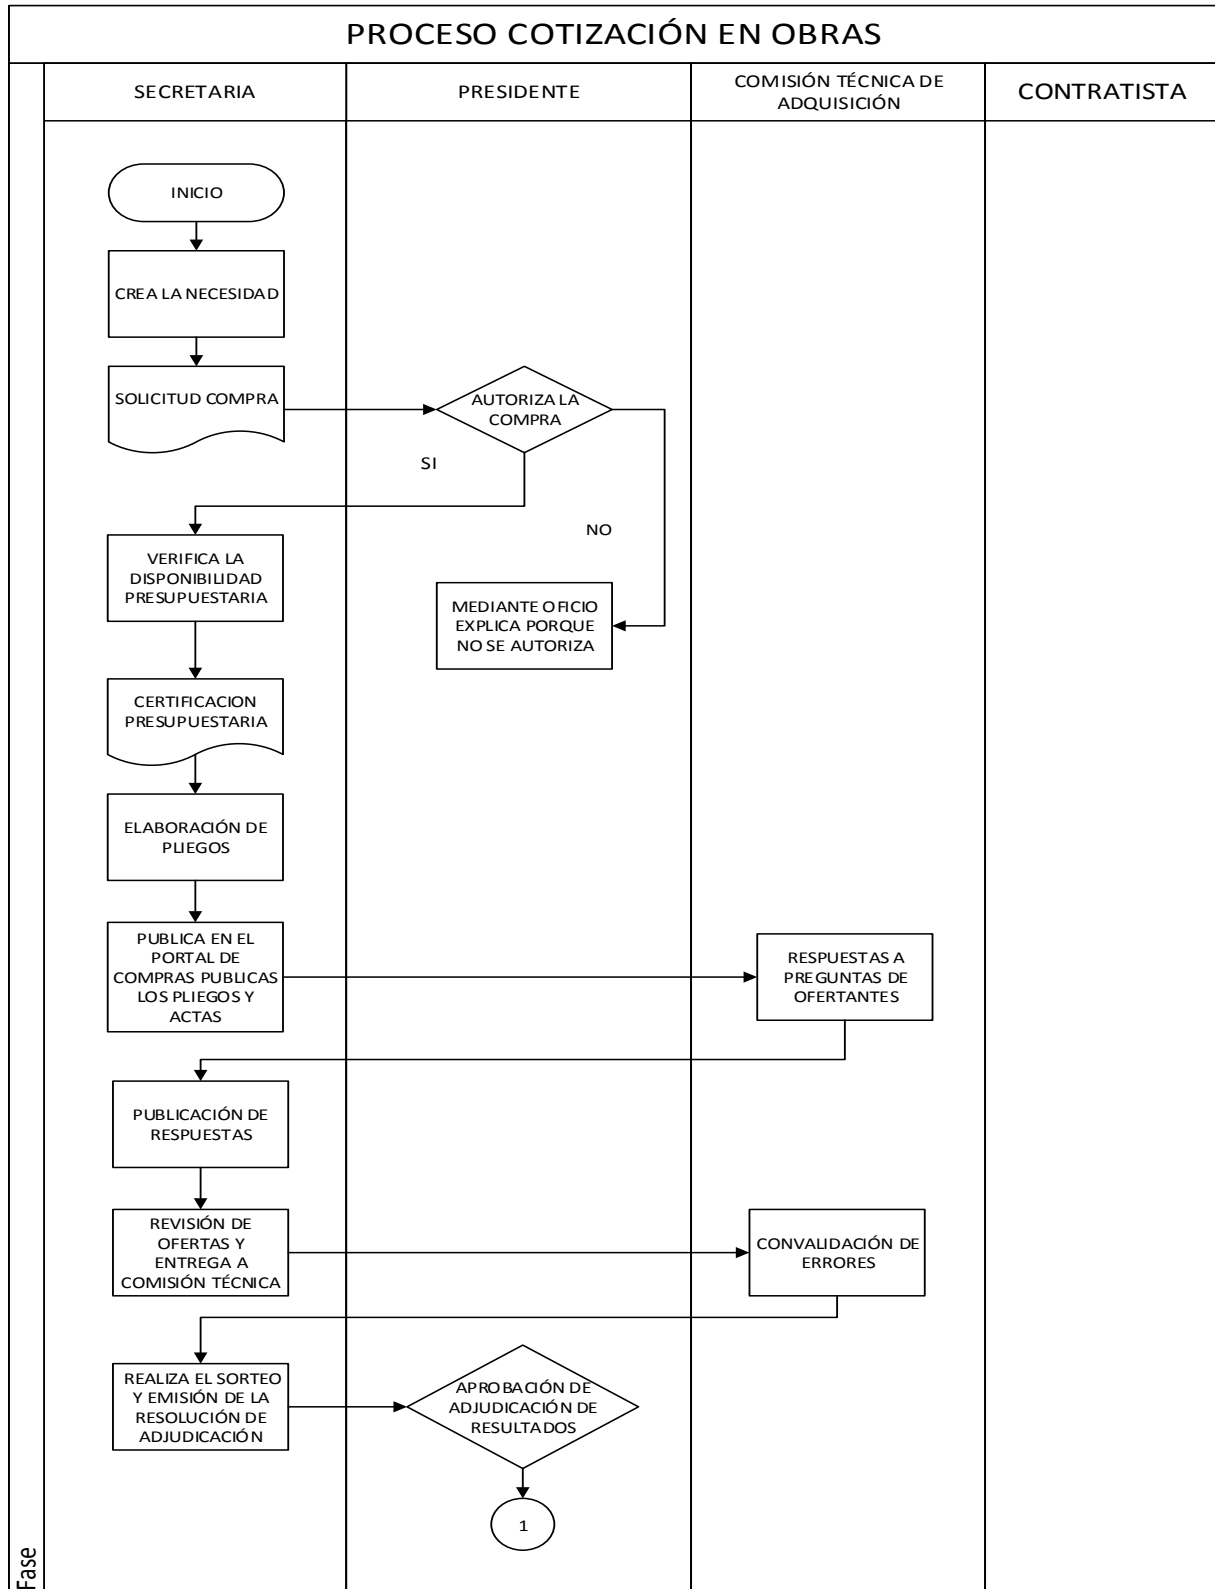 PROCESO COTIZACIÓN EN OBRAS
SECRETARIA
PRESIDENTE
COMISIÓN TÉCNICA DE
ADQUISICIÓN
CONTRATISTA
INICIO
CREA LA NECESIDAD
SOLICITUD COMPRA
AUTORIZA LA
COMPRA
SI
NO
VERIFICA LA
DISPONIBILIDAD
PRESUPUESTARIA
MEDIANTE OFICIO
EXPLICA PORQUE
NO SE AUTORIZA
CERTIFICACION
PRESUPUESTARIA
ELABORACIÓN DE
PLIEGOS
PUBLICA EN EL
PORTAL DE
COMPRAS PUBLICAS
LOS PLIEGOS Y
ACTAS
RESPUESTAS A
PREGUNTAS DE
OFERTANTES
PUBLICACIÓN DE
RESPUESTAS
REVISIÓN DE
OFERTAS Y
ENTREGA A
COMISIÓN TÉCNICA
CONVALIDACIÓN DE
ERRORES
REALIZA EL SORTEO
Y EMISIÓN DE LA
RESOLUCIÓN DE
ADJUDICACIÓN
APROBACIÓN DE
ADJUDICACIÓN DE
RESULTADOS
1
Fase